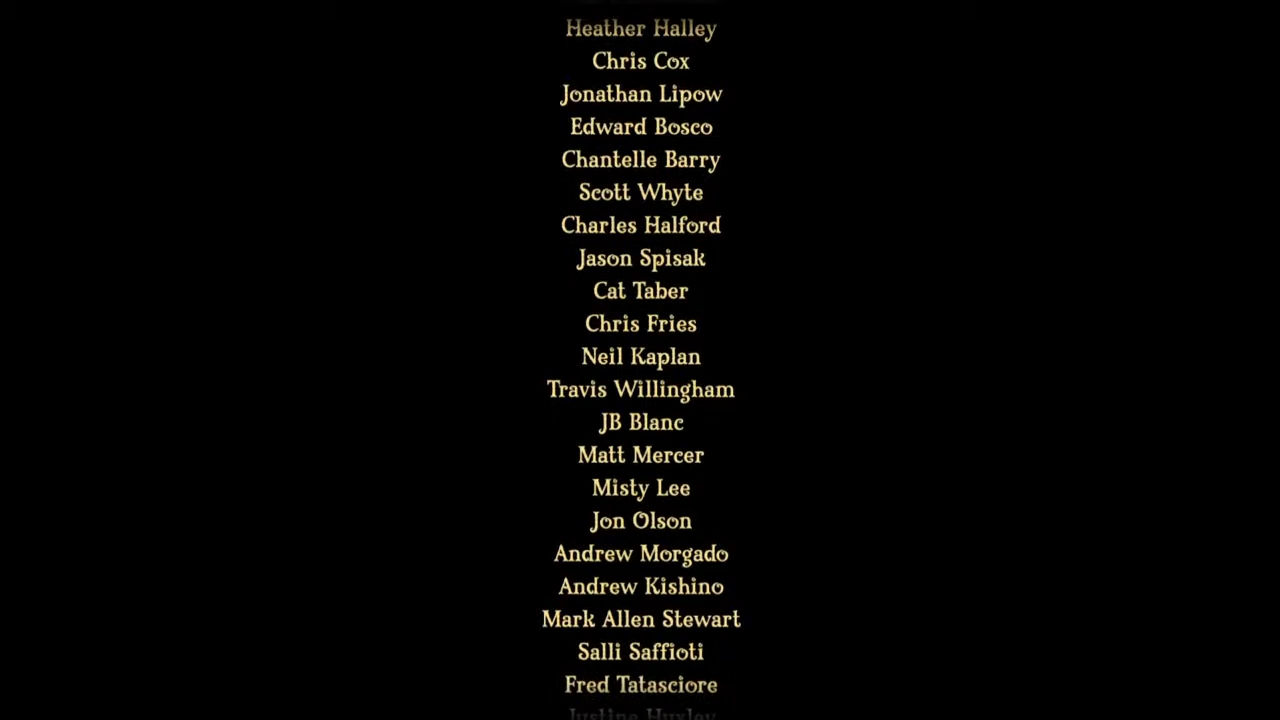 Heather Halley
Chris Cox
Jonathan Lipow
Edward Bosco
Chantelle Barry
Scott Whyte
Charles Halford
Jason Spisak
Cat Taber
Chris Fries
Neil Kaplan
Travis Willingham
JB Blanc
Matt Mercer
Misty Lee
Jon Olson
Andrew Morgado
Andrew Kishino
Mark Allen Stewart
Salli Saffioti
Fred Tatasciore
Justine Huxley